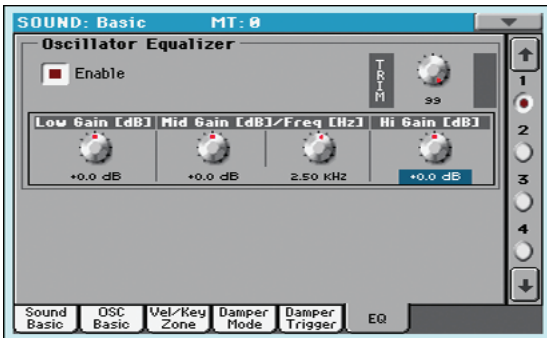 SOUND: Basic MT:0
Oscillator Equalizer
Enable
TRIM
99
Low Gain [dB] Mid Gain [dB]/Freq [Hz] Hi Gain [dB]
+0.0 dB +0.0 dB 2.50 KHz +0.0 dB
1
2
3
4
Sound Basic
OSC Basic
Vel/Key Zone
Damper Mode
Damper Trigger
EQ